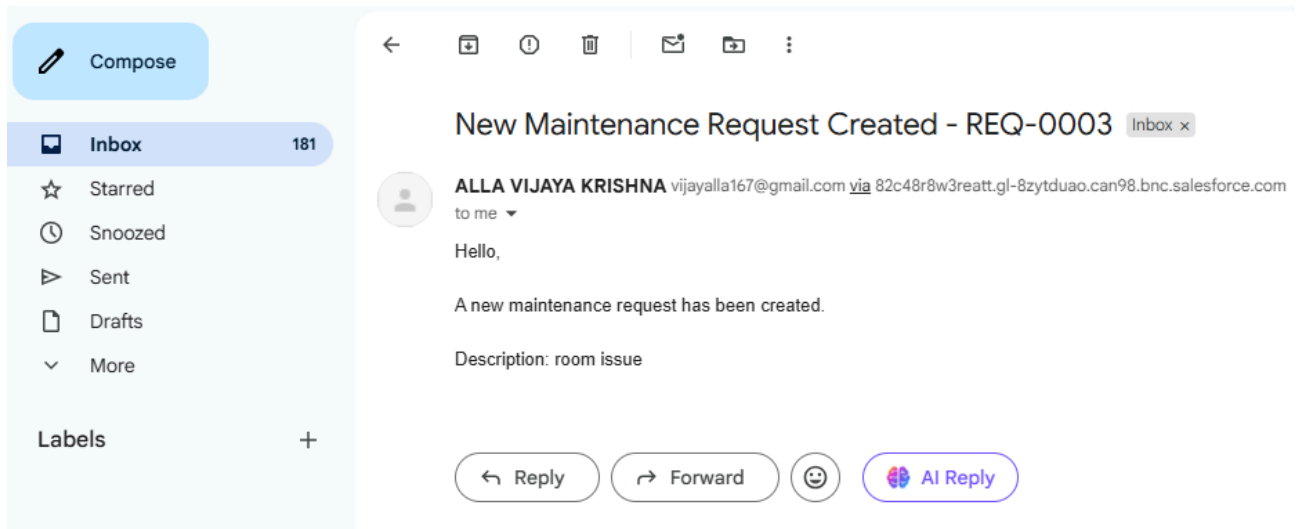 Compose
Inbox 181
Starred
Snoozed
Sent
Drafts
More
Labels
New Maintenance Request Created - REQ-0003 Inbox x
ALLA VIJAYA KRISHNA vijayalla167@gmail.com via 82c48r8w3reatt.gl-8zytduao.can98.bnc.salesforce.com
to me
Hello,
A new maintenance request has been created.
Description: room issue
Reply Forward AI Reply